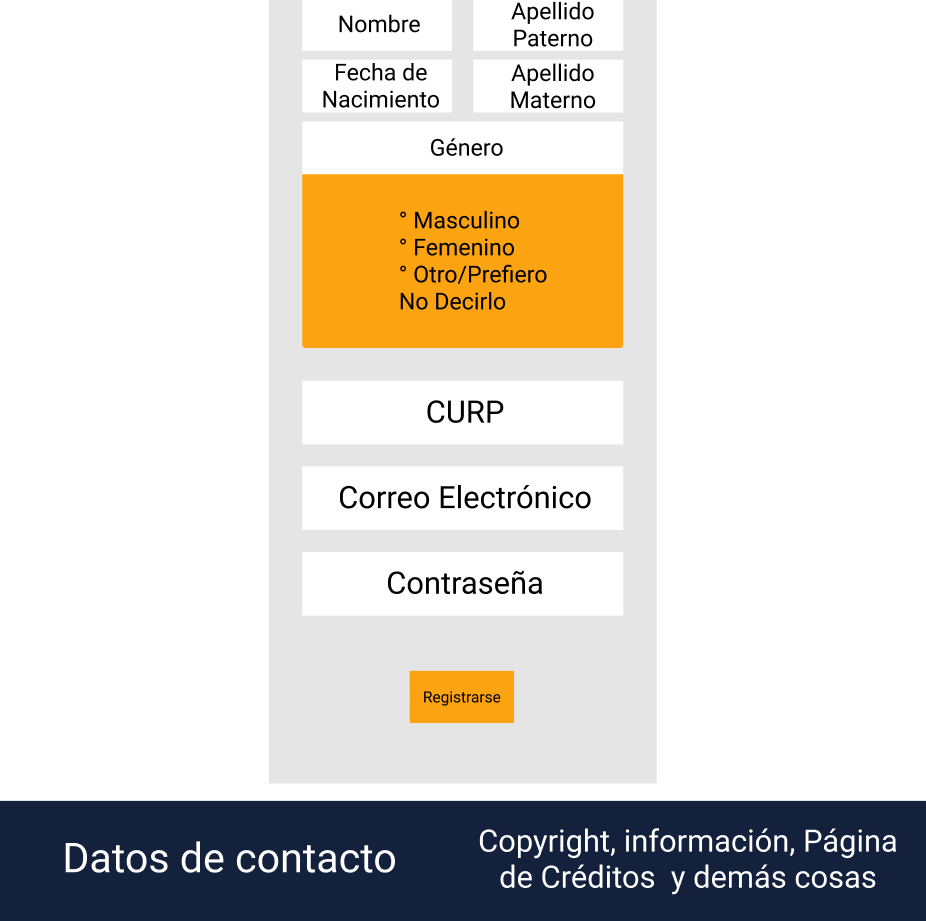 Nombre
Apellido
Paterno
Fecha de
Nacimiento
Apellido
Materno
Género
° Masculino
° Femenino
° Otro/Prefiero
No Decirlo
CURP
Correo Electrónico
Contraseña
Registrarse
Datos de contacto
Copyright, información, Página
de Créditos  y demás cosas